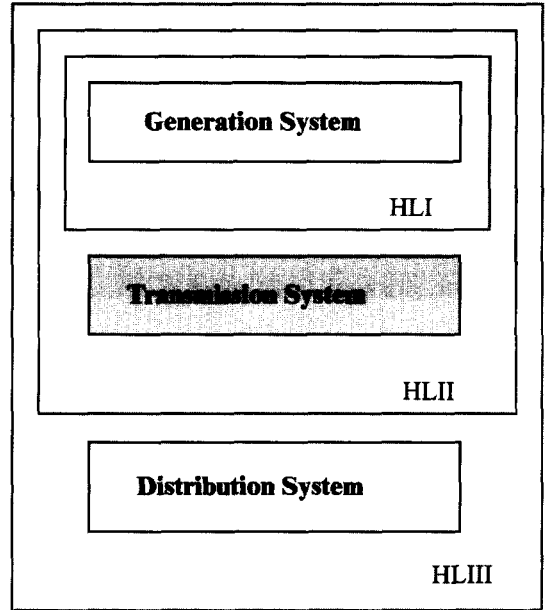 Generation System
HLI
Transmission System
HLII
Distribution System
HLIII